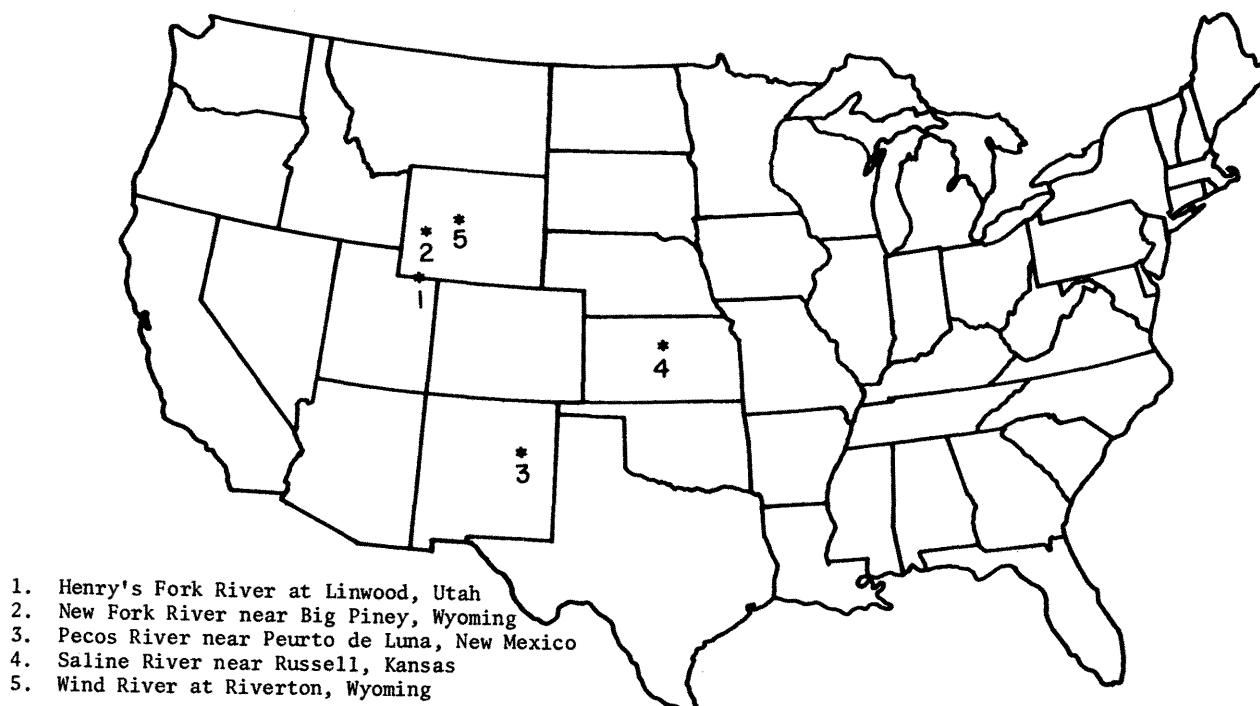 *
5
*
2
*
1
*
4
*
3
1. Henry's Fork River at Linwood, Utah
2. New Fork River near Big Piney, Wyoming
3. Pecos River near Peurto de Luna, New Mexico
4. Saline River near Russell, Kansas
5. Wind River at Riverton, Wyoming